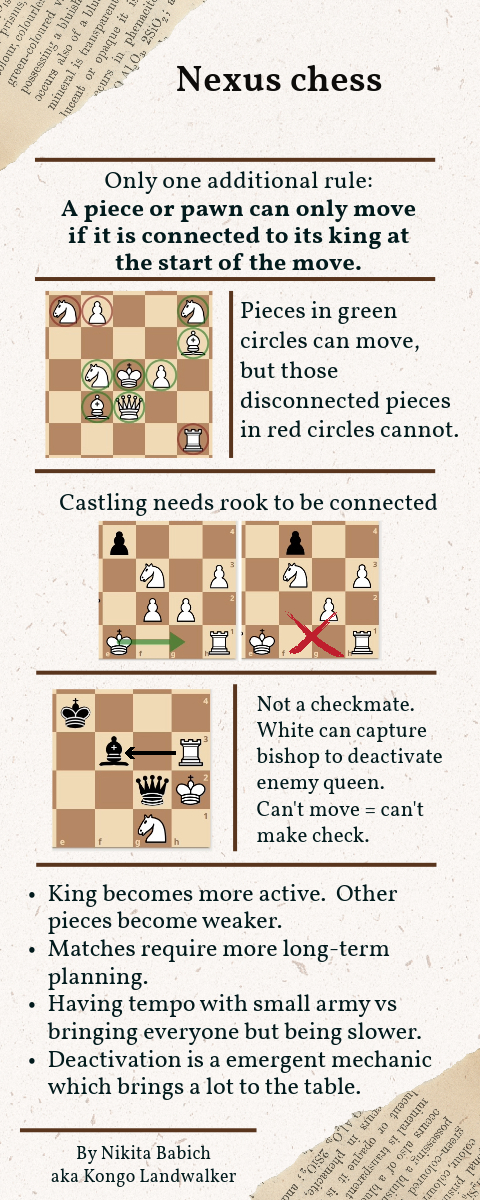 Nexus chess
Only one additional rule:
A piece or pawn can only move
if it is connected to its king at
the start of the move.
Pieces in green
circles can move,
but those
disconnected pieces
in red circles cannot.
Castling needs rook to be connected
4
3
2
e f g h 1
4
3
2
e f g h 1
Not a checkmate.
White can capture
bishop to deactivate
enemy queen.
Can't move = can't
make check.
4
3
2
1
e f g h
• King becomes more active. Other
pieces become weaker.
• Matches require more long-term
planning.
• Having tempo with small army vs
bringing everyone but being slower.
• Deactivation is a emergent mechanic
which brings a lot to the table.
By Nikita Babich
aka Kongo Landwalker